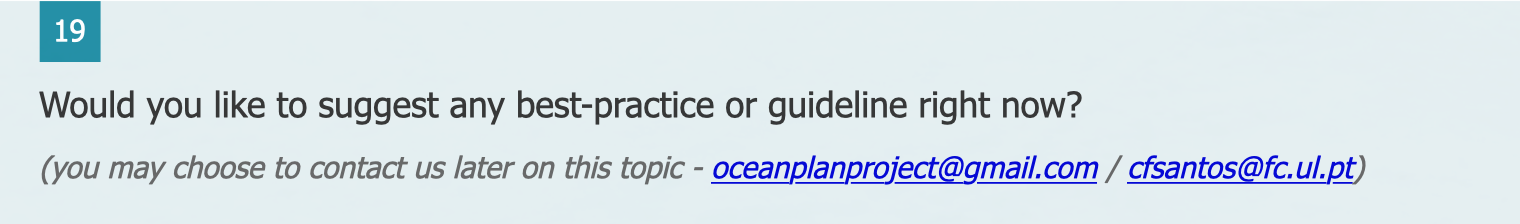 19
Would you like to suggest any best-practice or guideline right now?
(you may choose to contact us later on this topic - oceanplanproject@gmail.com / cfsantos@fc.ul.pt)